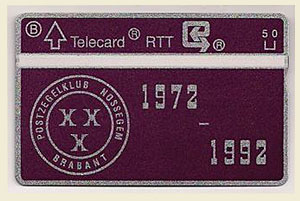 B Telecard® RTT ® 50 U
POSTZEGELKLUB NOSSEGEM
BRABANT
XX
X
1972
-
1992